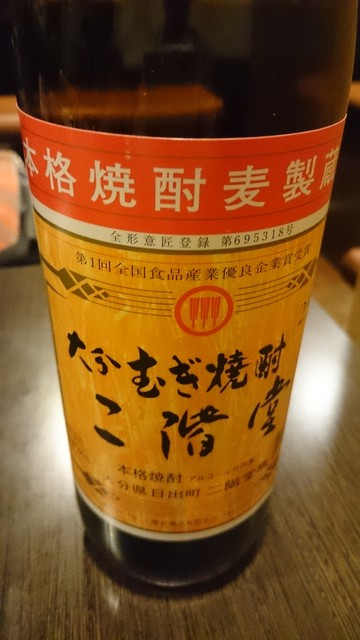 本格焼酎麦製蔵
全形意匠登録 第695318号
第1回全国食品産業優良企業賞受賞
大分むぎ焼酎
二階堂
本格焼酎
分県日出町 二階堂